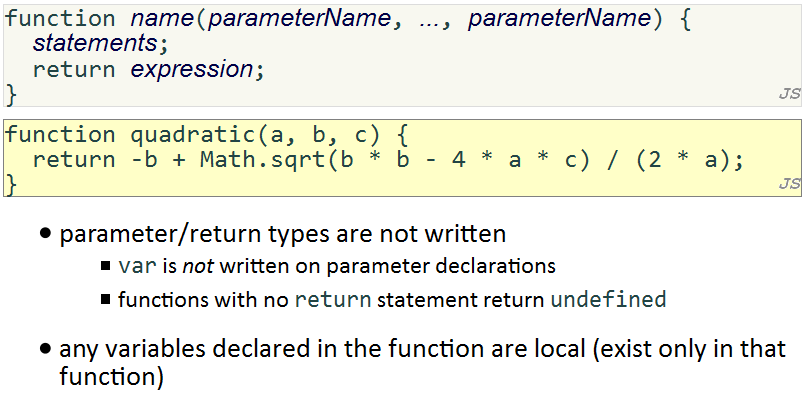 function name(parameterName, ..., parameterName) {
statements;
return expression;
}
JS
function quadratic(a, b, c) {
return -b + Math.sqrt(b * b - 4 * a * c) / (2 * a);
}
JS
• parameter/return types are not written
▪ var is not written on parameter declarations
▪ functions with no return statement return undefined
• any variables declared in the function are local (exist only in that
function)